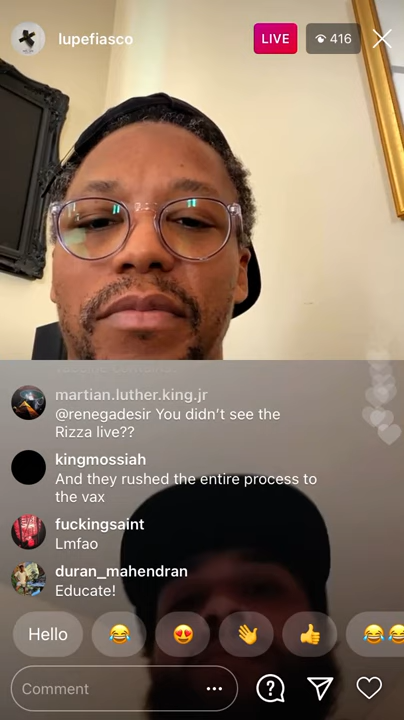 lupefiasco
LIVE
416
martian.luther.king.jr
@renegadesir You didn't see the
Rizza live??
kingmossiah
And they rushed the entire process to
the vax
fuckingsaint
Lmfao
duran_mahendran
Educate!
Hello
Comment